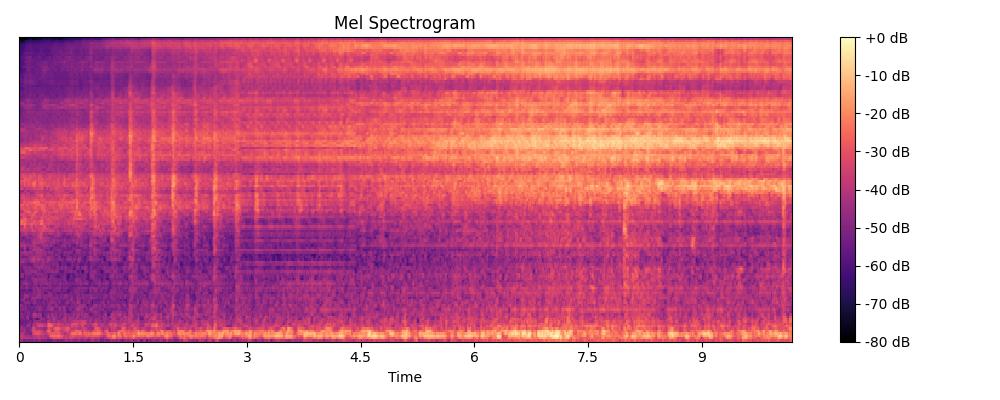 Mel Spectrogram
+0 dB
-10 dB
-20 dB
-30 dB
-40 dB
-50 dB
-60 dB
-70 dB
-80 dB
0
1.5
3
4.5
6
7.5
9
Time